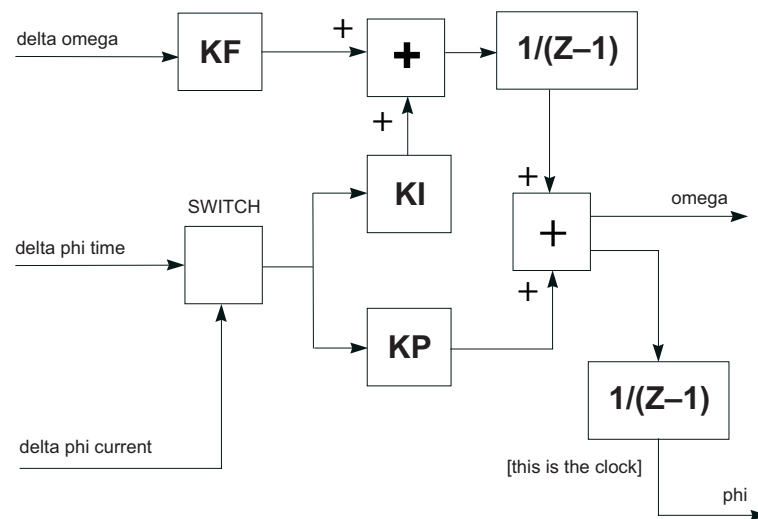 delta omega
KF
+
+
1/(Z–1)
+
KI
SWITCH
+
omega
delta phi time
+
+
KP
1/(Z–1)
delta phi current
[this is the clock]
phi